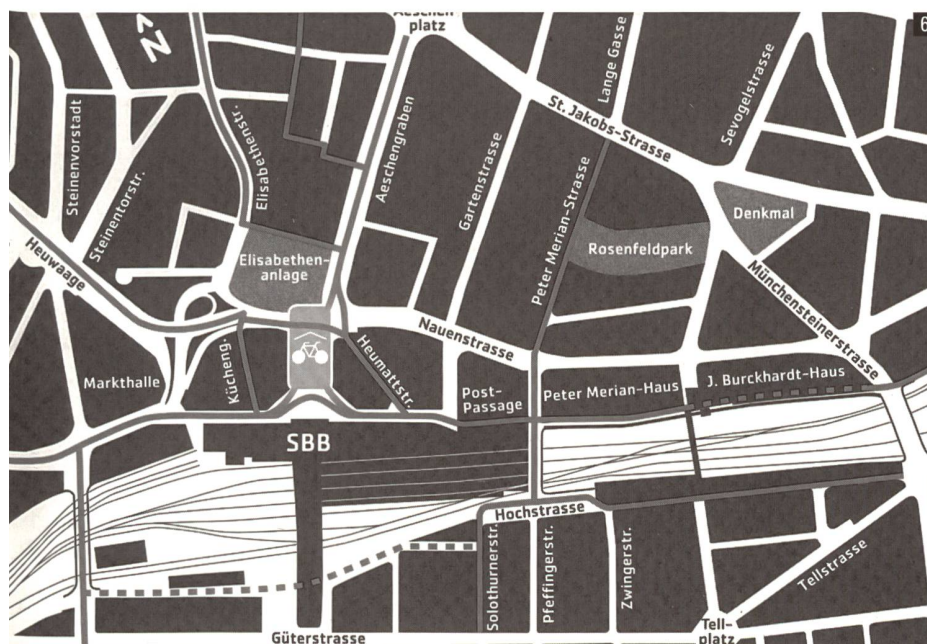 Aeschen-
platz
6
N
Steinenvorstadt
Steinentorstr.
Elisabethenstr.
Aeschengraben
Gartenstrasse
Lange Gasse
St. Jakobs-Strasse
Sevogelstrasse
Heuwaage
Elisabethen-
anlage
Peter Merian-Strasse
Rosenfeldpark
Denkmal
Münchensteinerstrasse
Nauenstrasse
Markthalle
Kücheng.
Heumattstr.
Post-
Passage
Peter Merian-Haus
J. Burckhardt-Haus
SBB
Hochstrasse
Solothurnerstr.
Pfeffingerstr.
Zwingerstr.
Tellstrasse
Tell-
platz
Güterstrasse